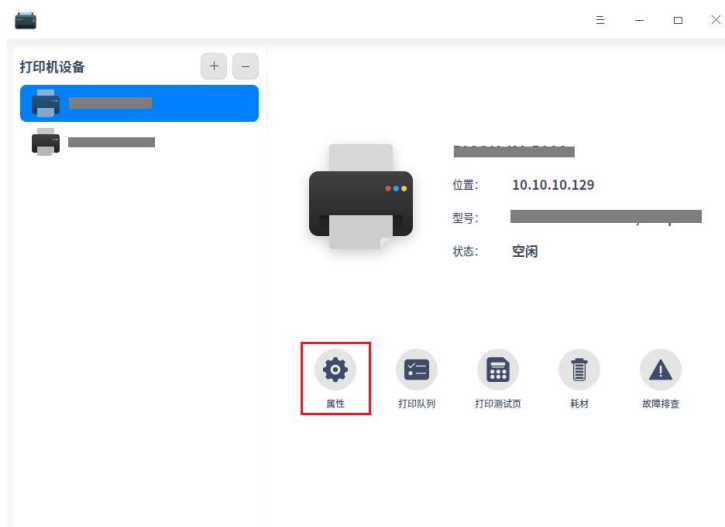 打印机设备
位置： 10.10.10.129
型号：
状态： 空闲
属性
打印队列
打印测试页
耗材
故障排查